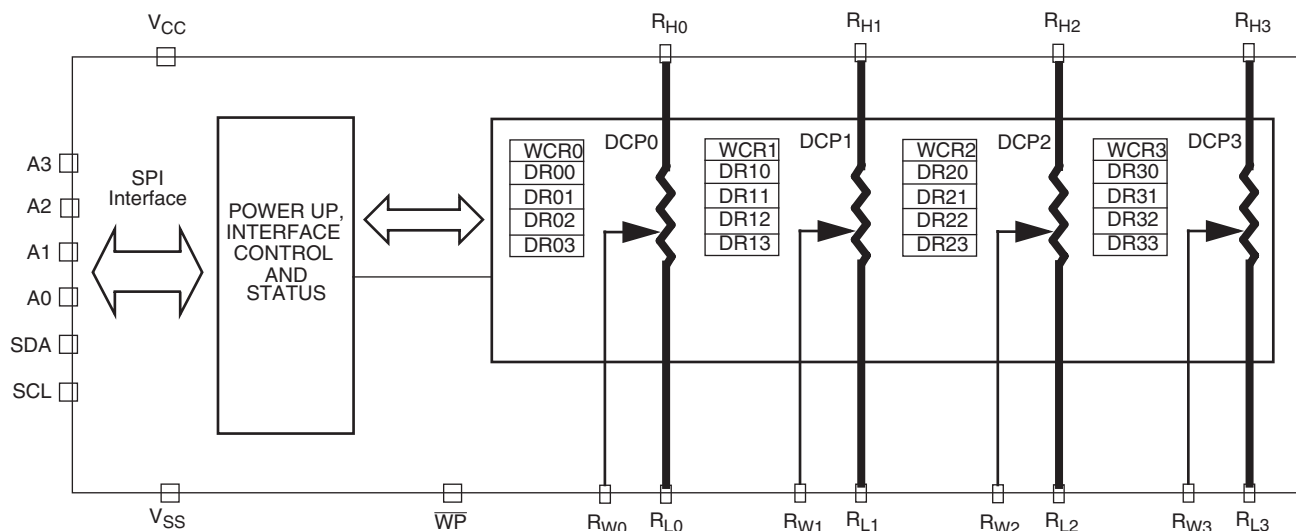 VCC
RH0
RH1
RH2
RH3
A3
A2
A1
A0
SDA
SCL
SPI
Interface
POWER UP,
INTERFACE
CONTROL
AND
STATUS
WCR0
DR00
DR01
DR02
DR03
DCP0
WCR1
DR10
DR11
DR12
DR13
DCP1
WCR2
DR20
DR21
DR22
DR23
DCP2
WCR3
DR30
DR31
DR32
DR33
DCP3
VSS
WP
RW0
RL0
RW1
RL1
RW2
RL2
RW3
RL3